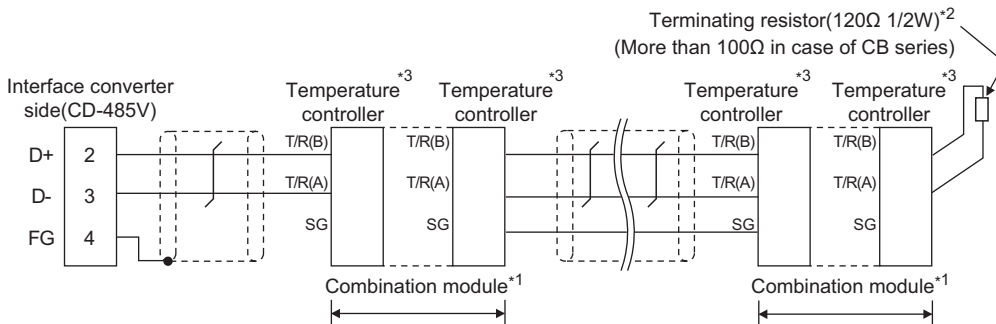 Terminating resistor(120Ω 1/2W)*2
(More than 100Ω in case of CB series)
Interface converter
side(CD-485V)
Temperature*3
controller
Temperature*3
controller
Temperature*3
controller
Temperature*3
controller
D+ 2 T/R(B) T/R(B) T/R(B) T/R(B)
D- 3 T/R(A) T/R(A) T/R(A) T/R(A)
FG 4 SG SG SG SG
Combination module*1
Combination module*1